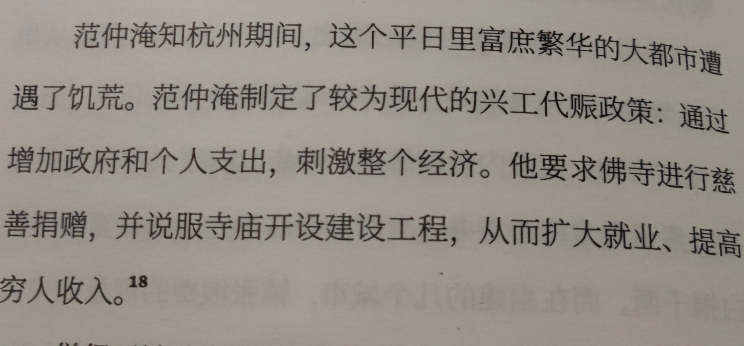 范仲淹知杭州期间，这个平日里富庶繁华的大都市遭
遇了饥荒。范仲淹制定了较为现代的兴工代赈政策：通过
增加政府和个人支出，刺激整个经济。他要求佛寺进行慈
善捐赠，并说服寺庙开设建设工程，从而扩大就业、提高
穷人收入。18